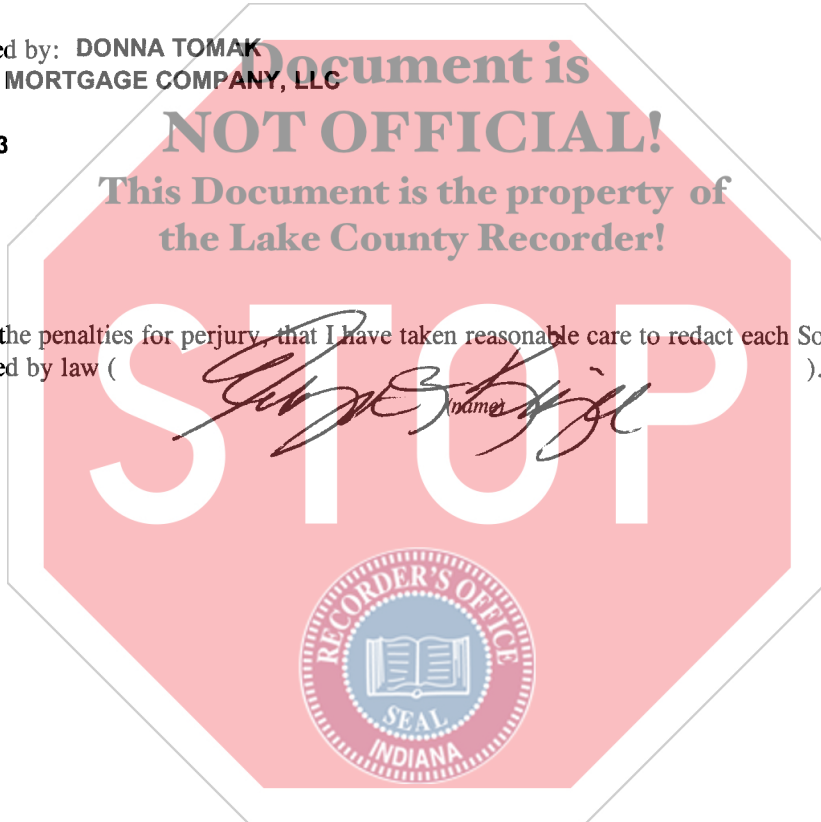 ed by: DONNA TOMAK
MORTGAGE COMPANY, LLC
Document is
NOT OFFICIAL!
3
This Document is the property of
the Lake County Recorder!
STOP
the penalties for perjury, that I have taken reasonable care to redact each So
ed by law ( ).
(name)
RECORDER'S OFFICE
SEAL
INDIANA